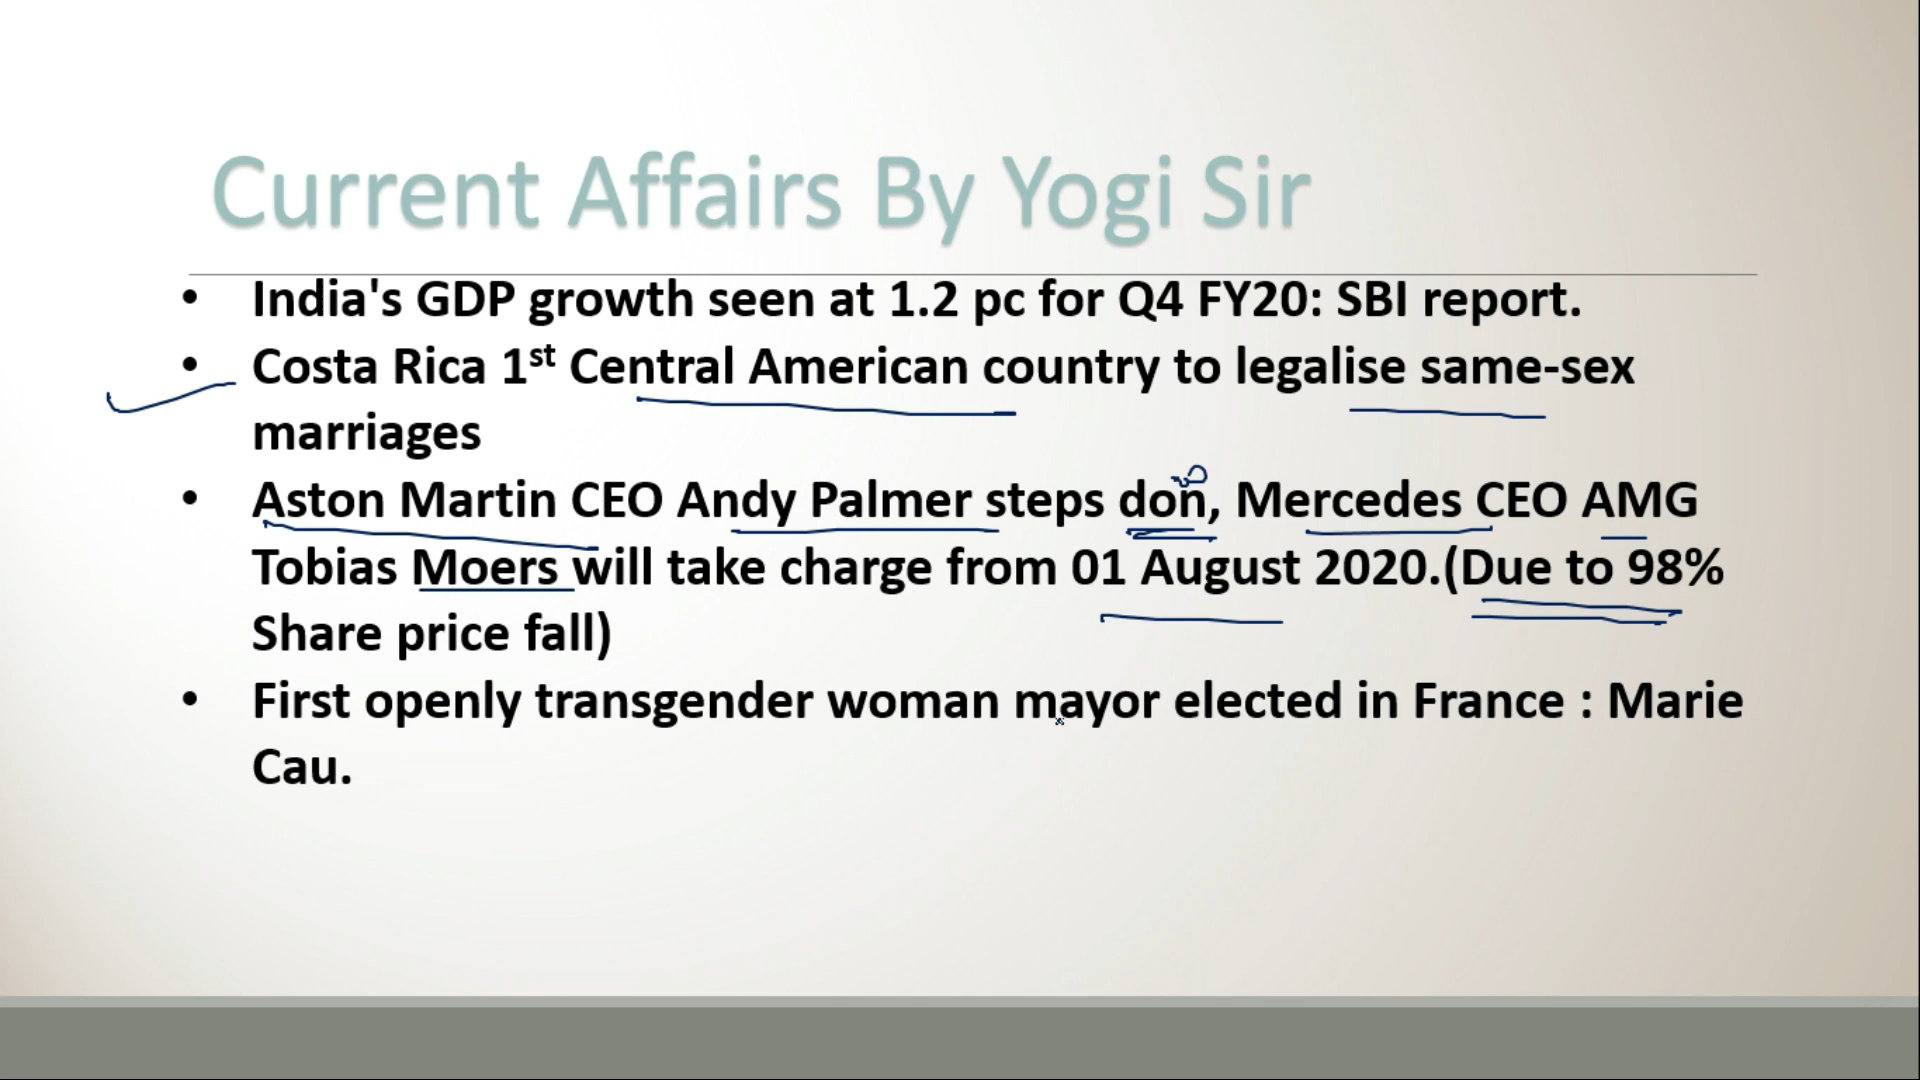 Current Affairs By Yogi Sir
• India's GDP growth seen at 1.2 pc for Q4 FY20: SBI report.
• Costa Rica 1st Central American country to legalise same-sex
marriages
• Aston Martin CEO Andy Palmer steps don, Mercedes CEO AMG
Tobias Moers will take charge from 01 August 2020.(Due to 98%
Share price fall)
• First openly transgender woman mayor elected in France : Marie
Cau.